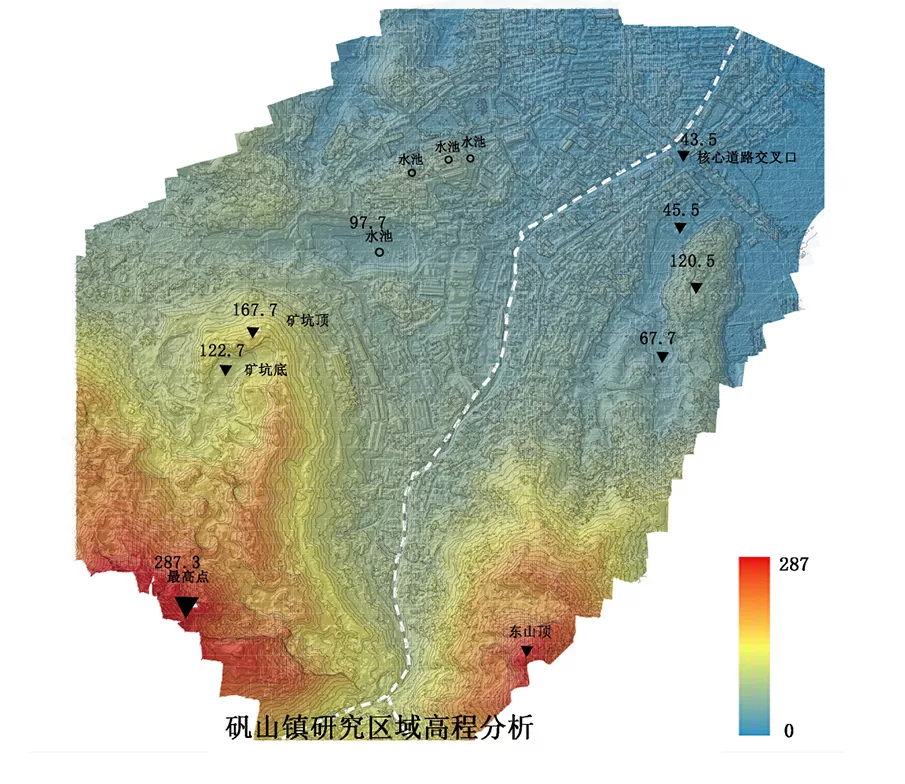 43.5
核心道路交叉口
水池
水池
水池
45.5
97.7
水池
120.5
167.7
矿坑顶
67.7
122.7
矿坑底
287.3
最高点
287
东山顶
0
矾山镇研究区域高程分析